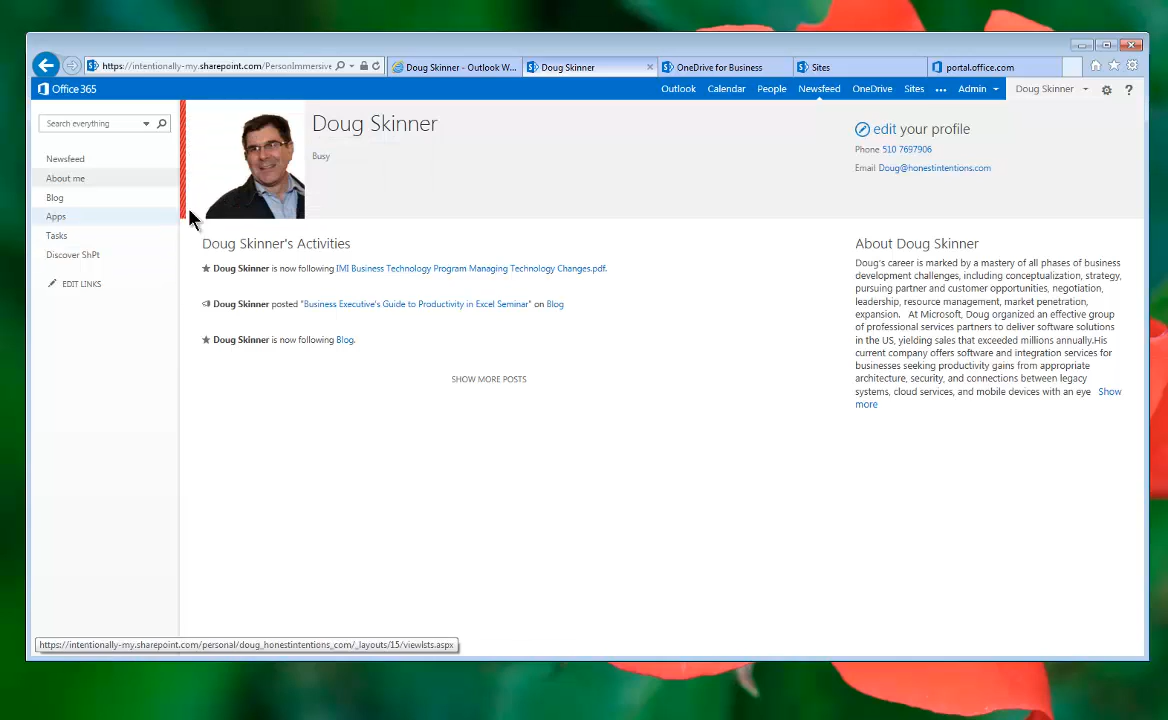 https://intentionally-my.sharepoint.com/PersonImmersive
Doug Skinner - Outlook W...
Doug Skinner
OneDrive for Business
Sites
portal.office.com
Office 365
Outlook
Calendar
People
Newsfeed
OneDrive
Sites
...
Admin
Doug Skinner
?
Search everything
Newsfeed
About me
Blog
Apps
Tasks
Discover ShPt
EDIT LINKS
Doug Skinner
Busy
edit your profile
Phone 510 7697906
Email Doug@honestintentions.com
Doug Skinner's Activities
Doug Skinner is now following IMI Business Technology Program Managing Technology Changes.pdf.
Doug Skinner posted "Business Executive's Guide to Productivity in Excel Seminar" on Blog
Doug Skinner is now following Blog.
SHOW MORE POSTS
About Doug Skinner
Doug's career is marked by a mastery of all phases of business
development challenges, including conceptualization, strategy,
pursuing partner and customer opportunities, negotiation,
leadership, resource management, market penetration,
expansion. At Microsoft, Doug organized an effective group
of professional services partners to deliver software solutions
in the US, yielding sales that exceeded millions annually.His
current company offers software and integration services for
businesses seeking productivity gains from appropriate
architecture, security, and connections between legacy
systems, cloud services, and mobile devices with an eye Show
more
https://intentionally-my.sharepoint.com/personal/doug_honestintentions_com/_layouts/15/viewlsts.aspx